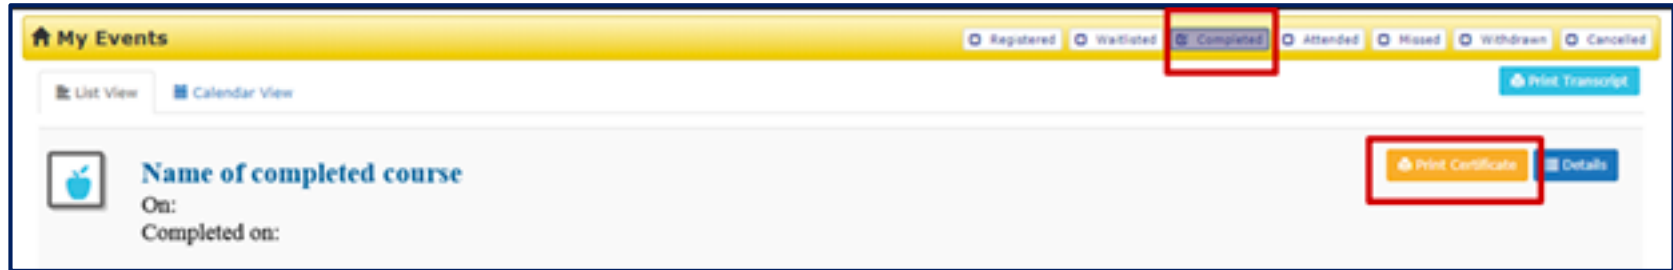 My Events
Registered Waitlisted Completed Attended Missed Withdrawn Cancelled
List View Calendar View
Print Transcript
Name of completed course
Print Certificate Details
On:
Completed on: